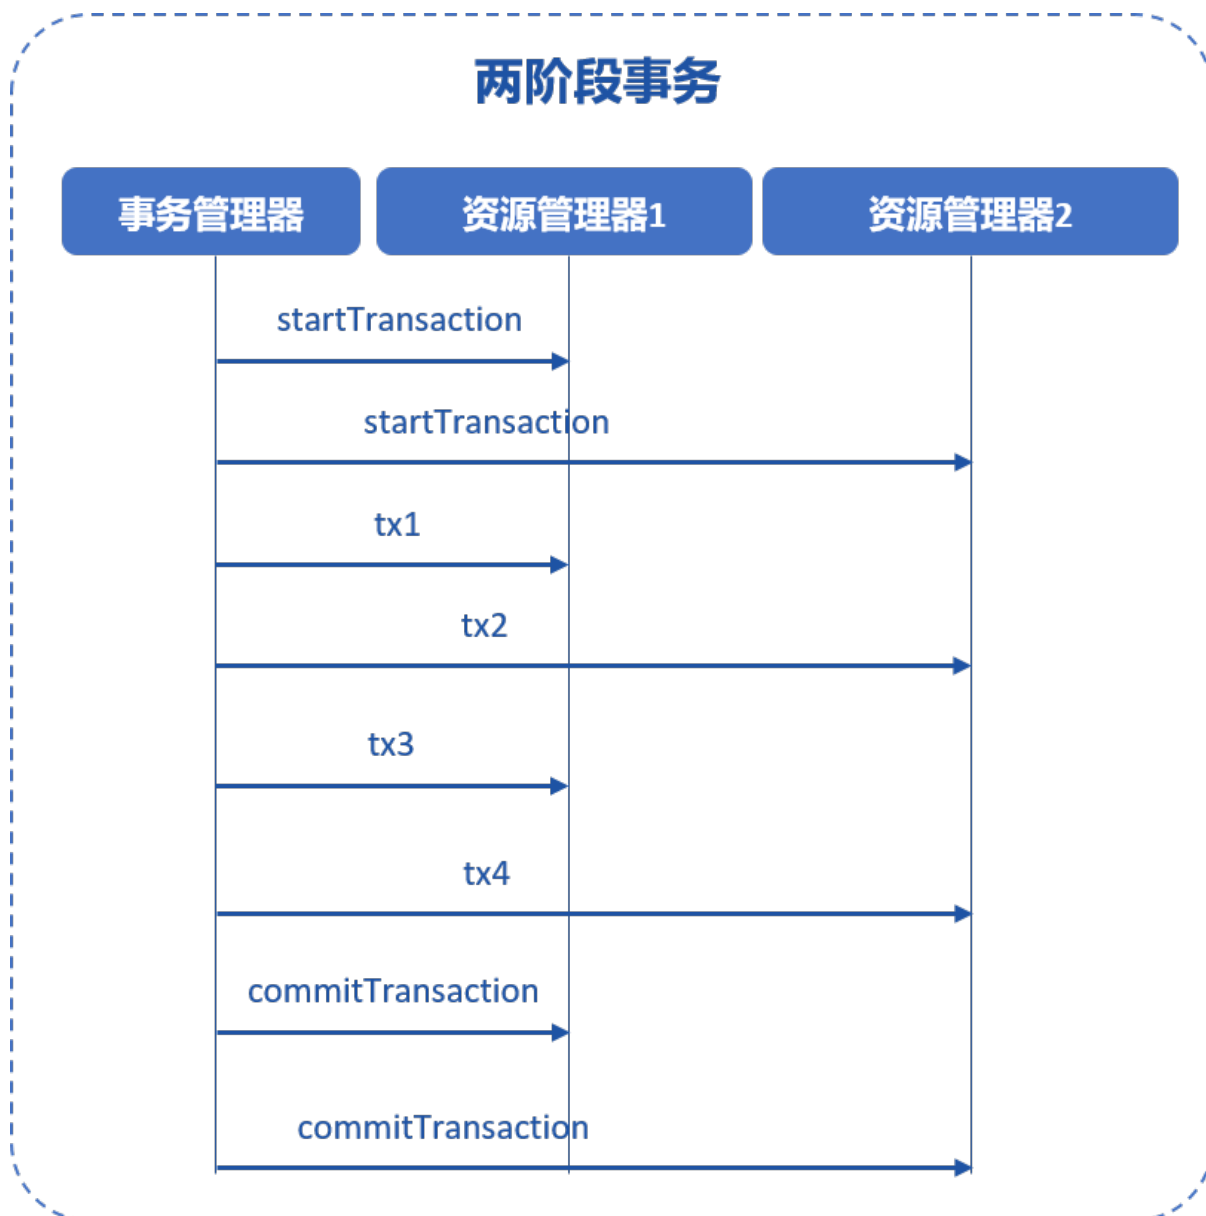 两阶段事务
事务管理器
资源管理器1
资源管理器2
startTransaction
startTransaction
tx1
tx2
tx3
tx4
commitTransaction
commitTransaction